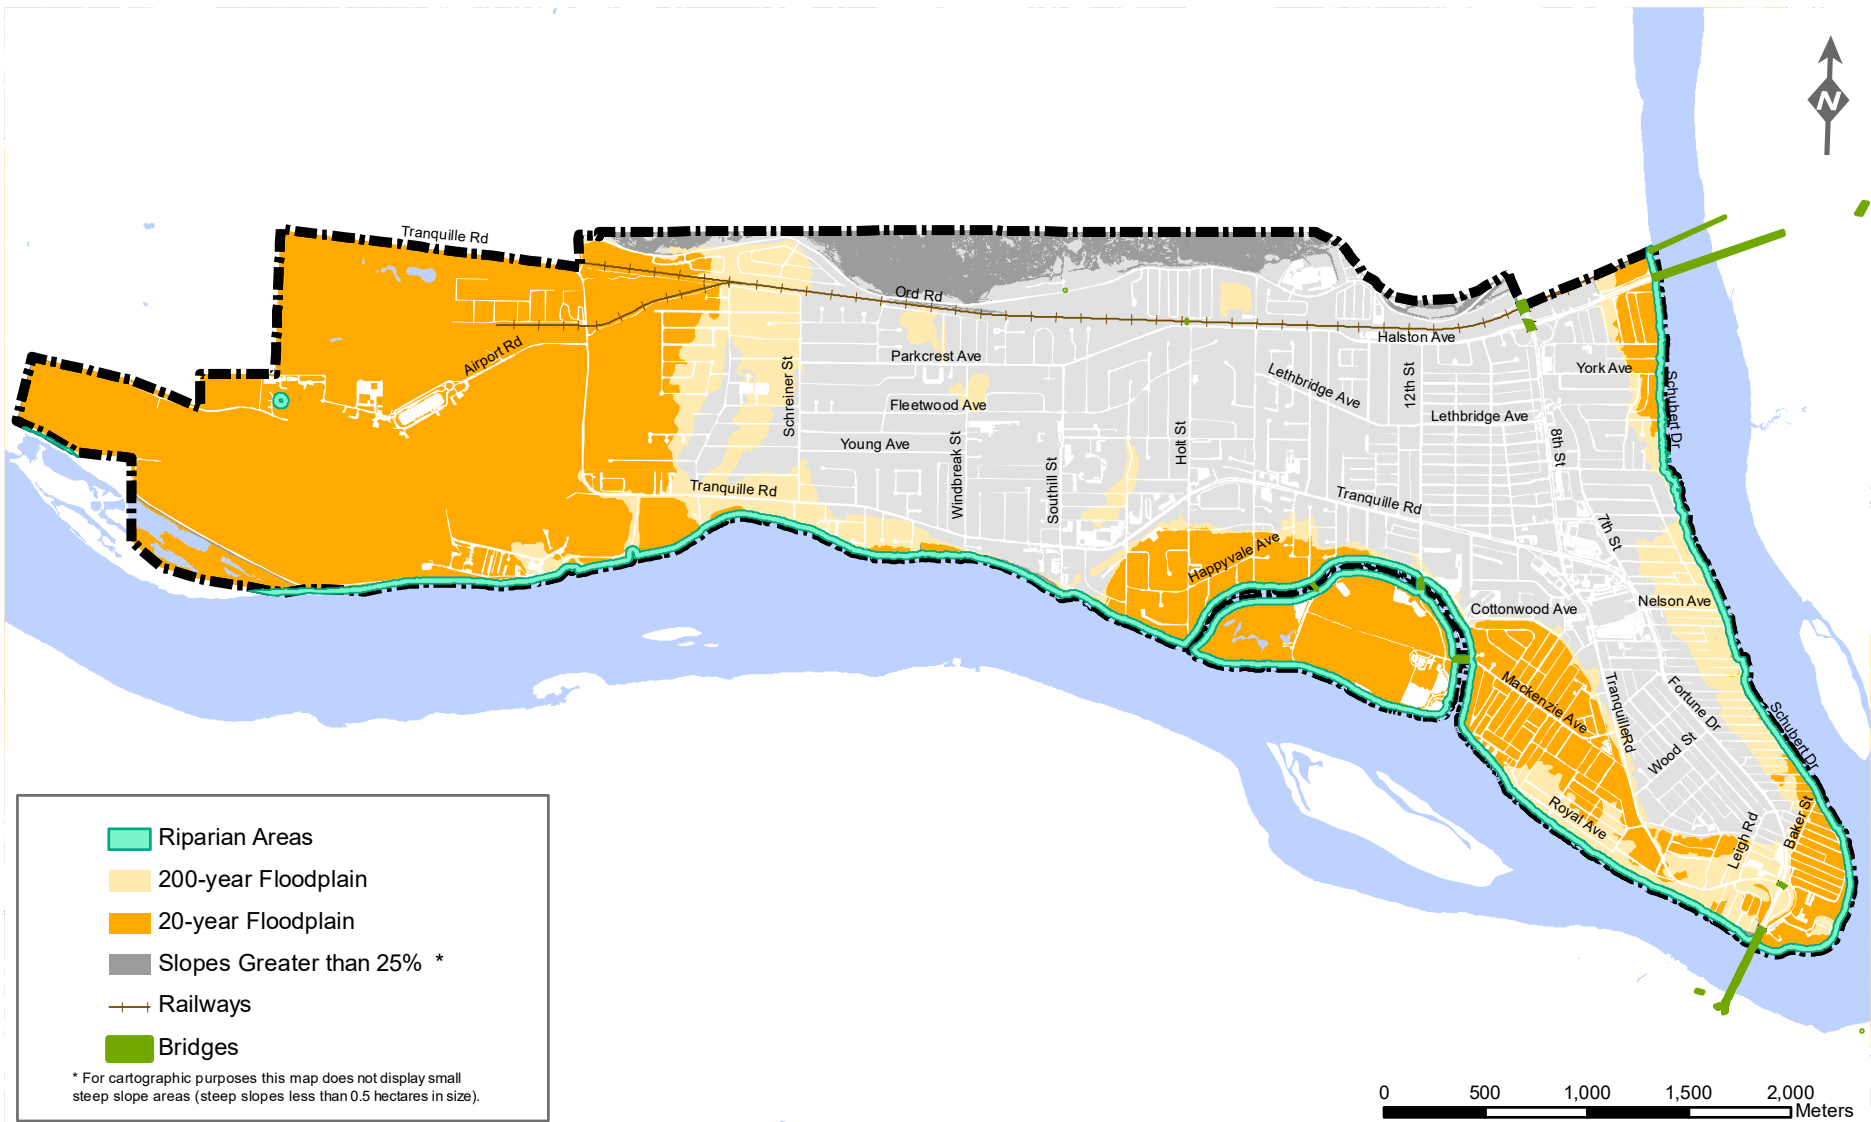 N
Tranquille Rd
Ord Rd
Airport Rd
Halston Ave
Parkcrest Ave
York Ave
Schreiner St
Lethbridge Ave
12th St
Schubert Dr
Fleetwood Ave
Lethbridge Ave
Young Ave
Windbreak St
Southill St
Holt St
8th St
Tranquille Rd
Tranquille Rd
7th St
Happyvale Ave
Cottonwood Ave
Nelson Ave
Mackenzie Ave
TranquilleRd
Fortune Dr
Schubert Dr
Wood St
Royal Ave
Leigh Rd
Baker St
Riparian Areas
200-year Floodplain
20-year Floodplain
Slopes Greater than 25% *
Railways
Bridges
* For cartographic purposes this map does not display small
steep slope areas (steep slopes less than 0.5 hectares in size).
0 500 1,000 1,500 2,000
Meters